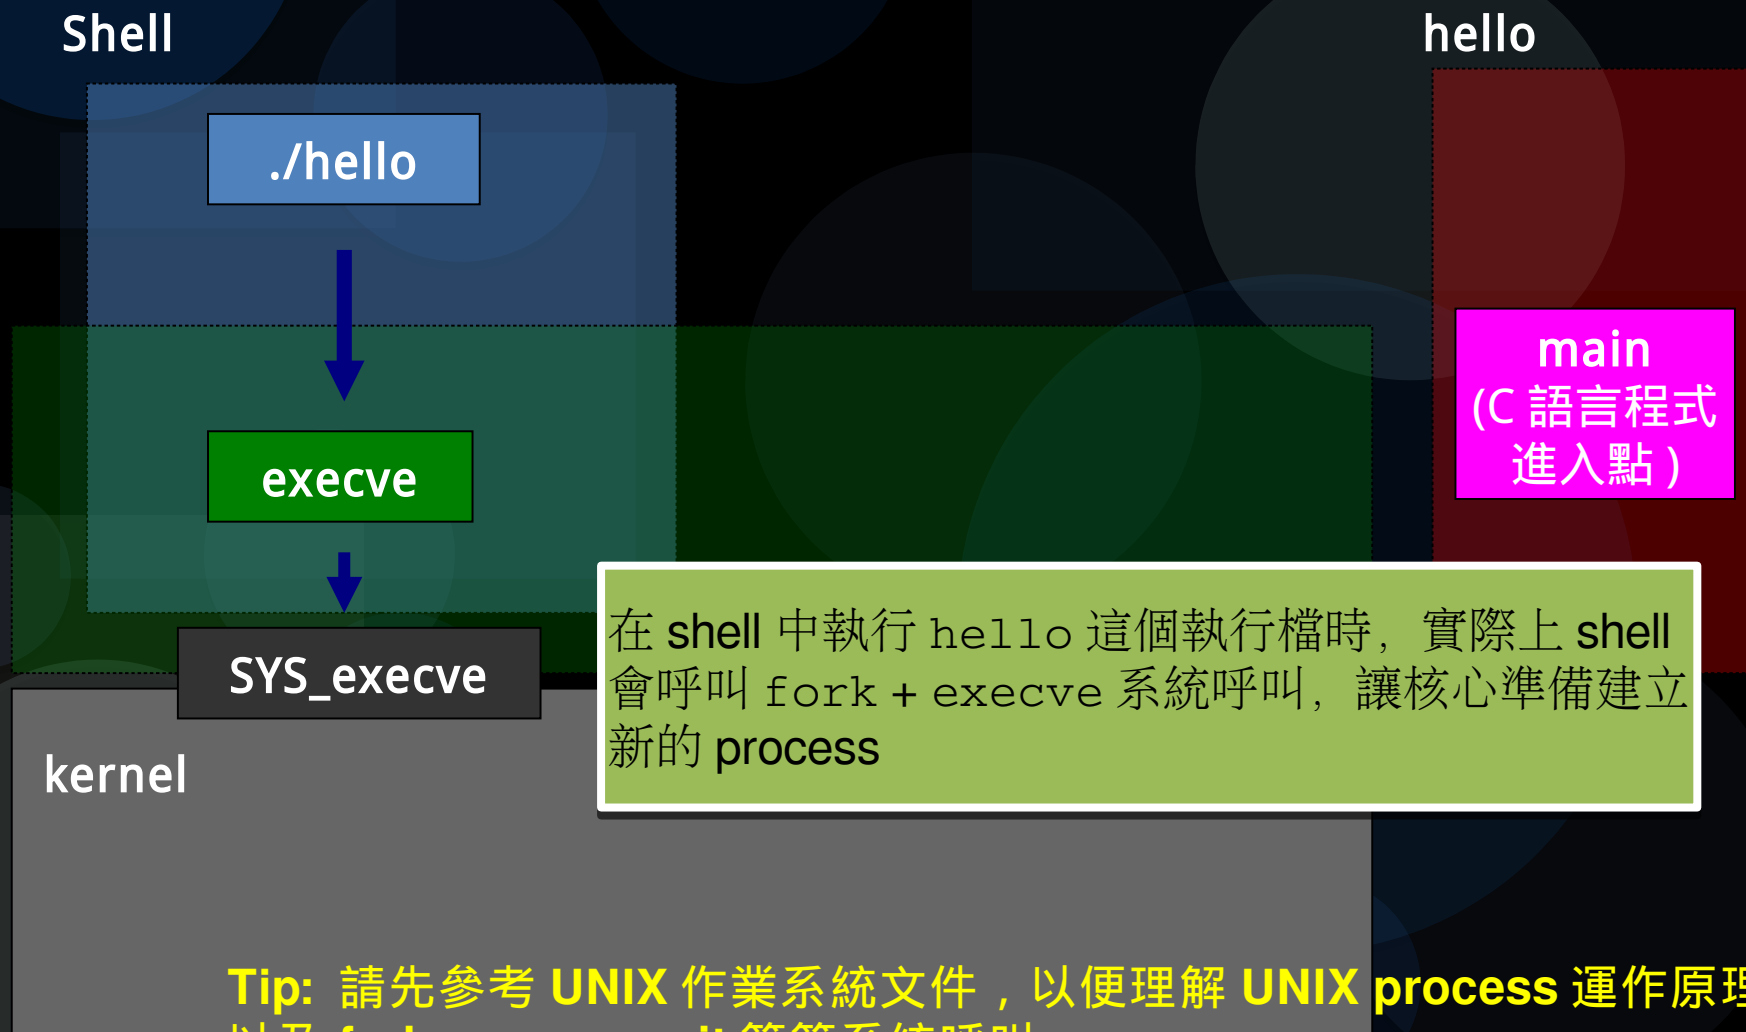 Shell
hello
./hello
main
(C 語言程式
進入點 )
execve
SYS_execve
在 shell 中執行 hello 這個執行檔時, 實際上 shell
會呼叫 fork + execve 系統呼叫, 讓核心準備建立
新的 process
kernel
Tip: 請先參考 UNIX 作業系統文件 , 以便理解 UNIX process 運作原理